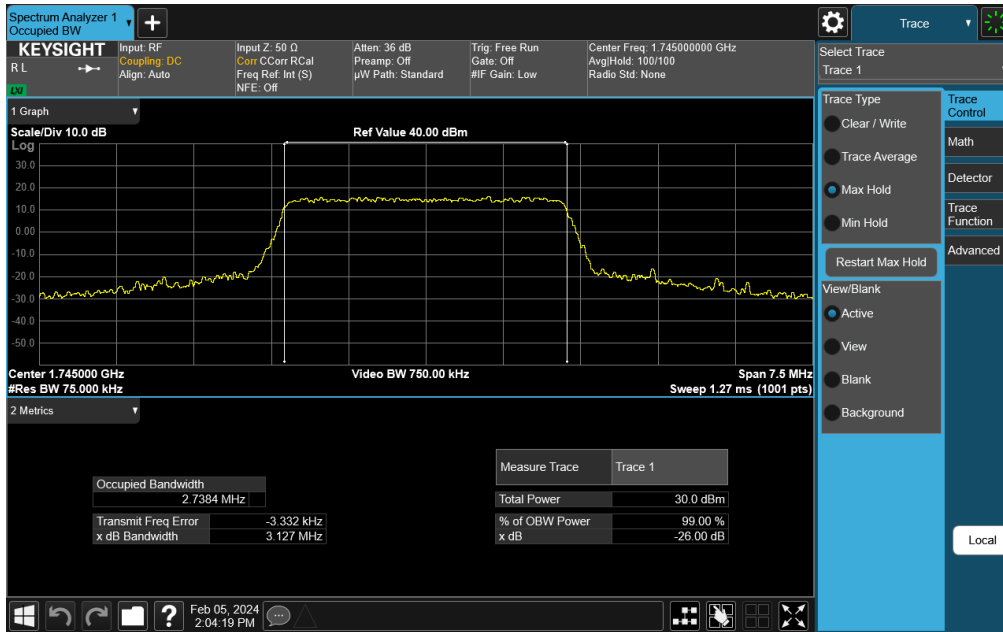 Spectrum Analyzer 1
Occupied BW
Trace
KEYSIGHT
R L
LXI
Input: RF
Coupling: DC
Align: Auto
Input Z: 50 Ω
Corr CCorr RCal
Freq Ref: Int (S)
NFE: Off
Atten: 36 dB
Preamp: Off
µW Path: Standard
Trig: Free Run
Gate: Off
#IF Gain: Low
Center Freq: 1.745000000 GHz
Avg|Hold: 100/100
Radio Std: None
Select Trace
Trace 1
1 Graph
Scale/Div 10.0 dB
Ref Value 40.00 dBm
Log
30.0
20.0
10.0
0.00
-10.0
-20.0
-30.0
-40.0
-50.0
Center 1.745000 GHz
#Res BW 75.000 kHz
Video BW 750.00 kHz
Span 7.5 MHz
Sweep 1.27 ms (1001 pts)
Trace Type
Clear / Write
Trace Average
Max Hold
Min Hold
Restart Max Hold
View/Blank
Active
View
Blank
Background
Trace
Control
Math
Detector
Trace
Function
Advanced
Local
2 Metrics
Occupied Bandwidth
2.7384 MHz
Transmit Freq Error -3.332 kHz
x dB Bandwidth 3.127 MHz
Measure Trace Trace 1
Total Power 30.0 dBm
% of OBW Power 99.00 %
x dB -26.00 dB
?
Feb 05, 2024
2:04:19 PM